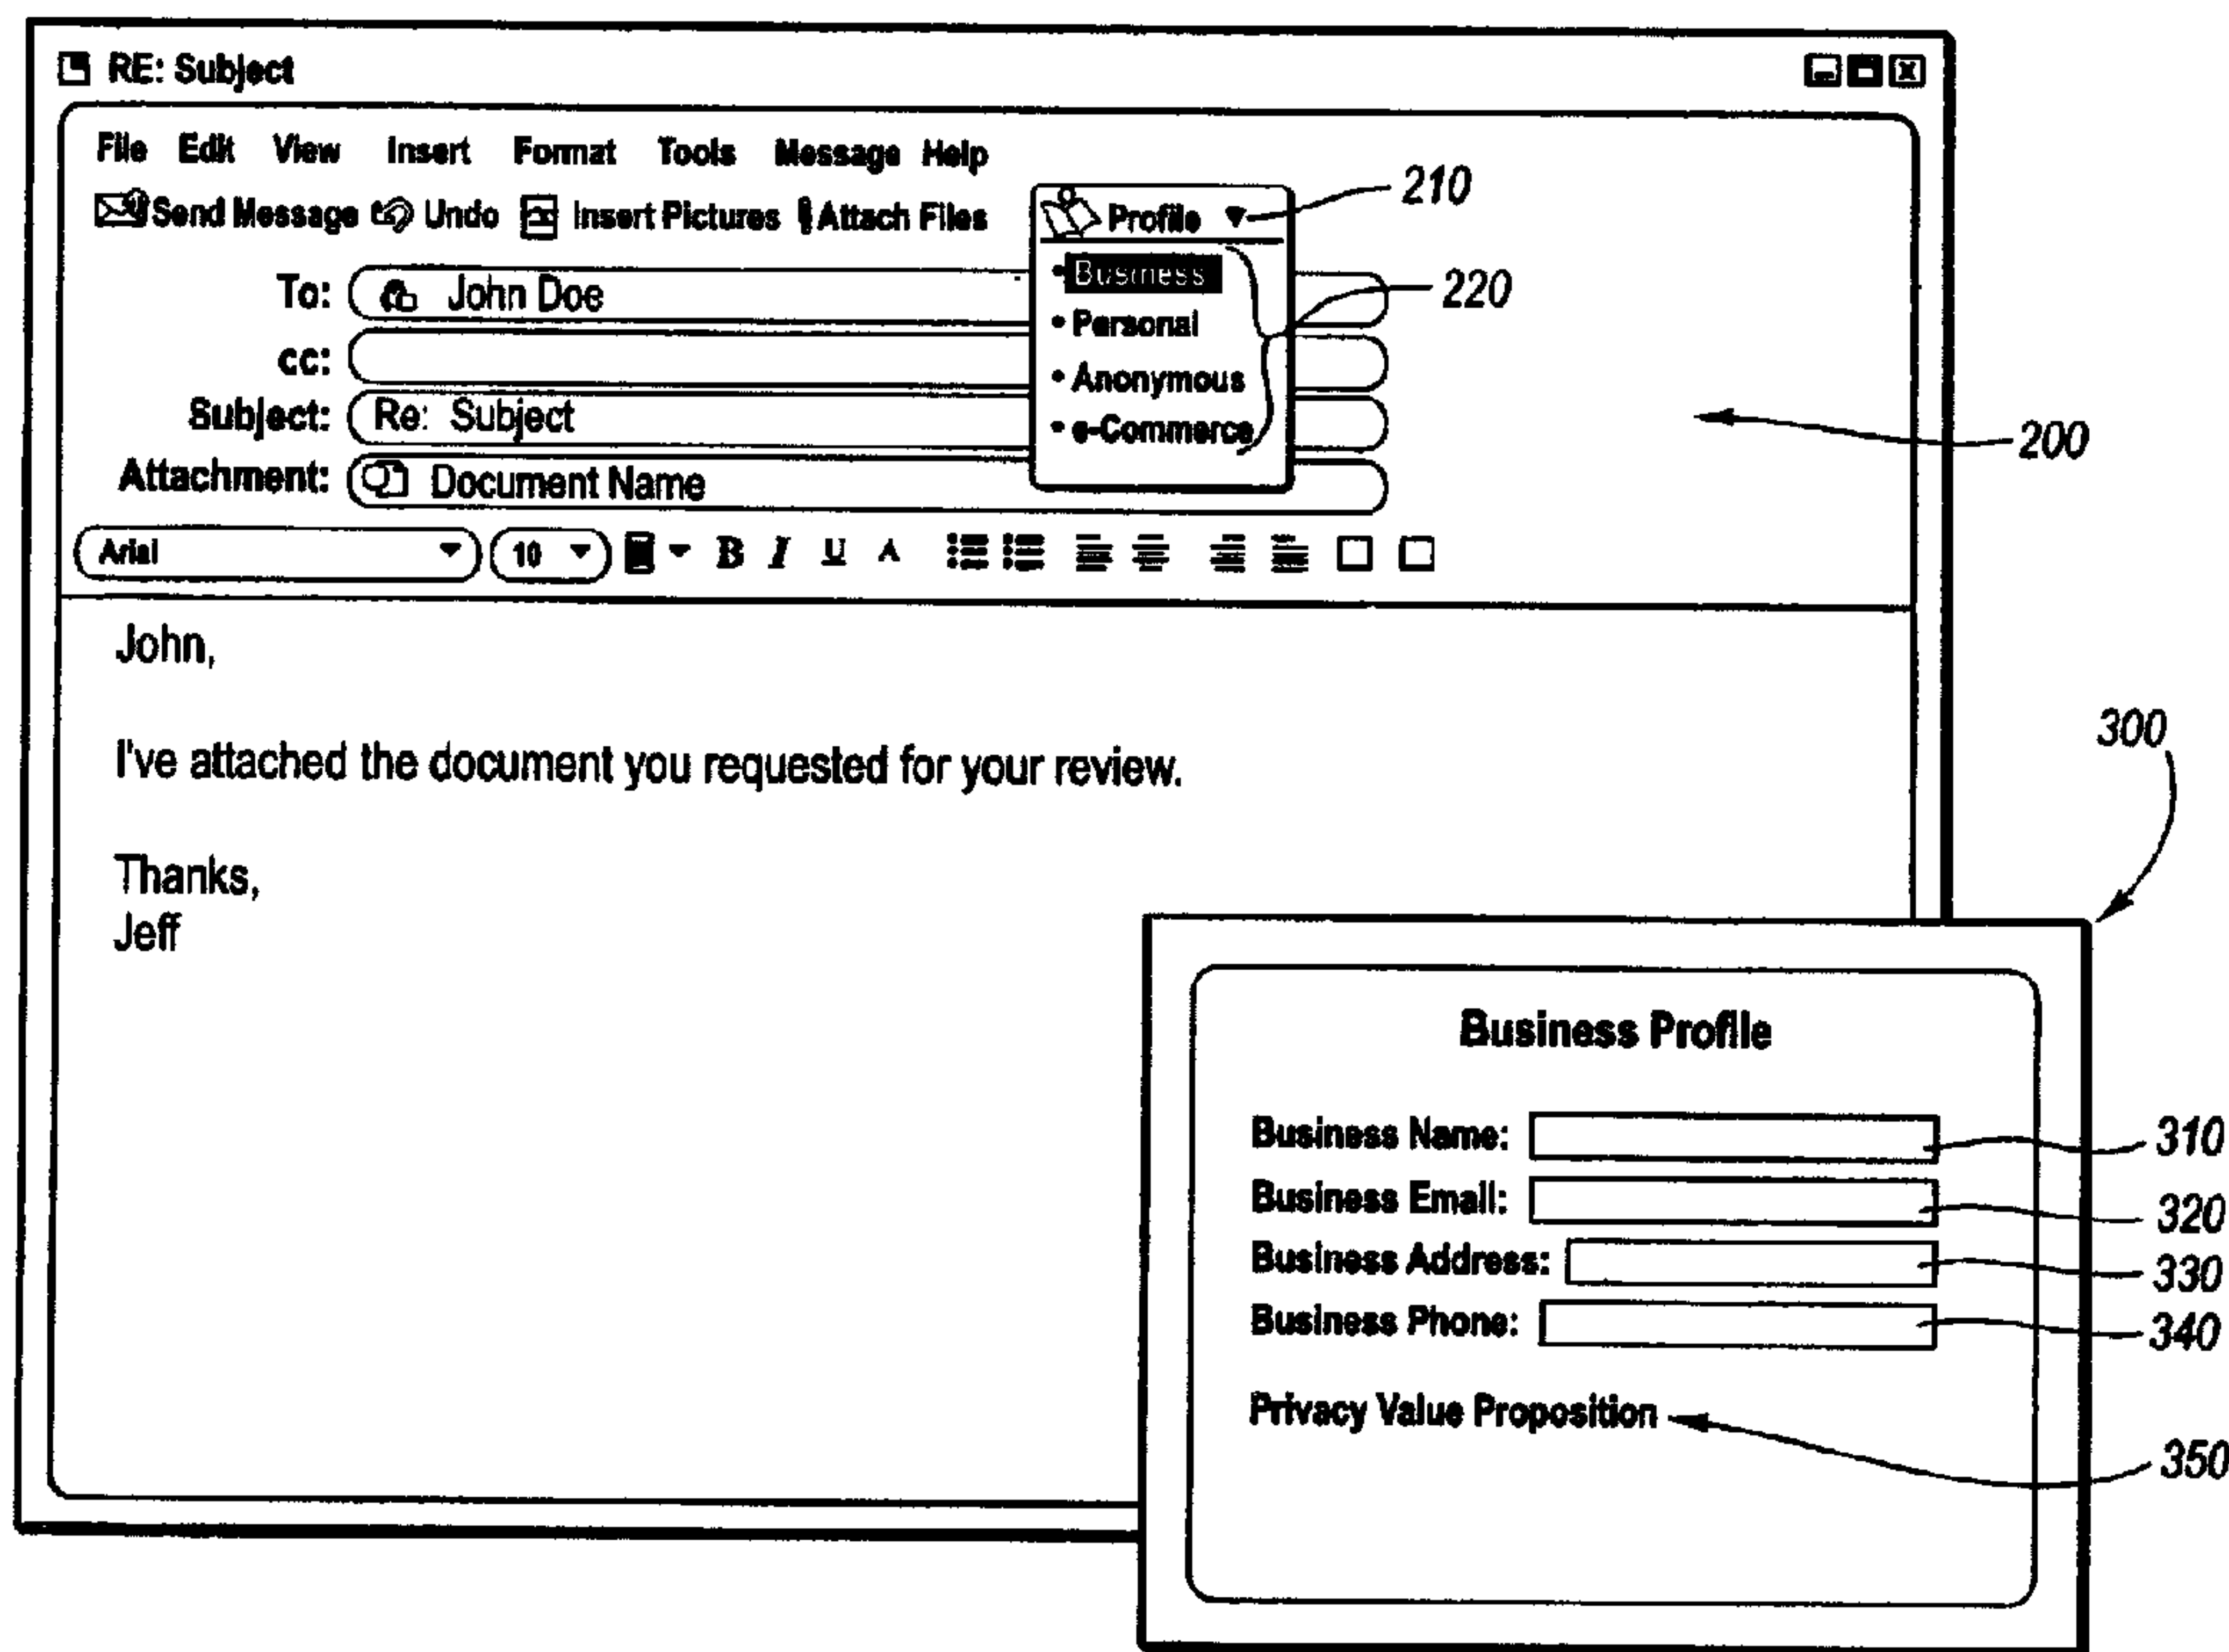 RE: Subject
File Edit View Insert Format Tools Message Help
Send Message Undo Insert Pictures Attach Files
Profile
210
• Business
• Personal
• Anonymous
• e-Commerce
220
To: John Doe
cc:
Subject: Re: Subject
Attachment: Document Name
200
Arial 10 B I U A
John,
I've attached the document you requested for your review.
Thanks,
Jeff
300
Business Profile
Business Name: 310
Business Email: 320
Business Address: 330
Business Phone: 340
Privacy Value Proposition
350